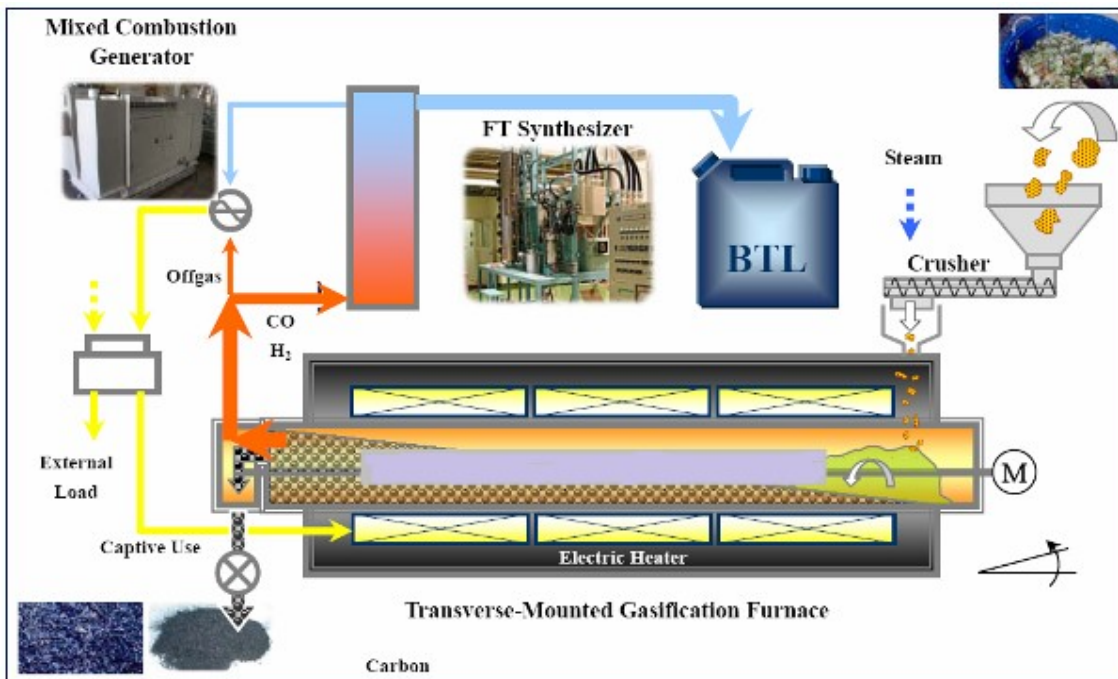 Mixed Combustion
Generator
FT Synthesizer
Steam
BTL
Crusher
Offgas
CO
H₂
External
Load
M
Captive Use
Electric Heater
Transverse-Mounted Gasification Furnace
Carbon